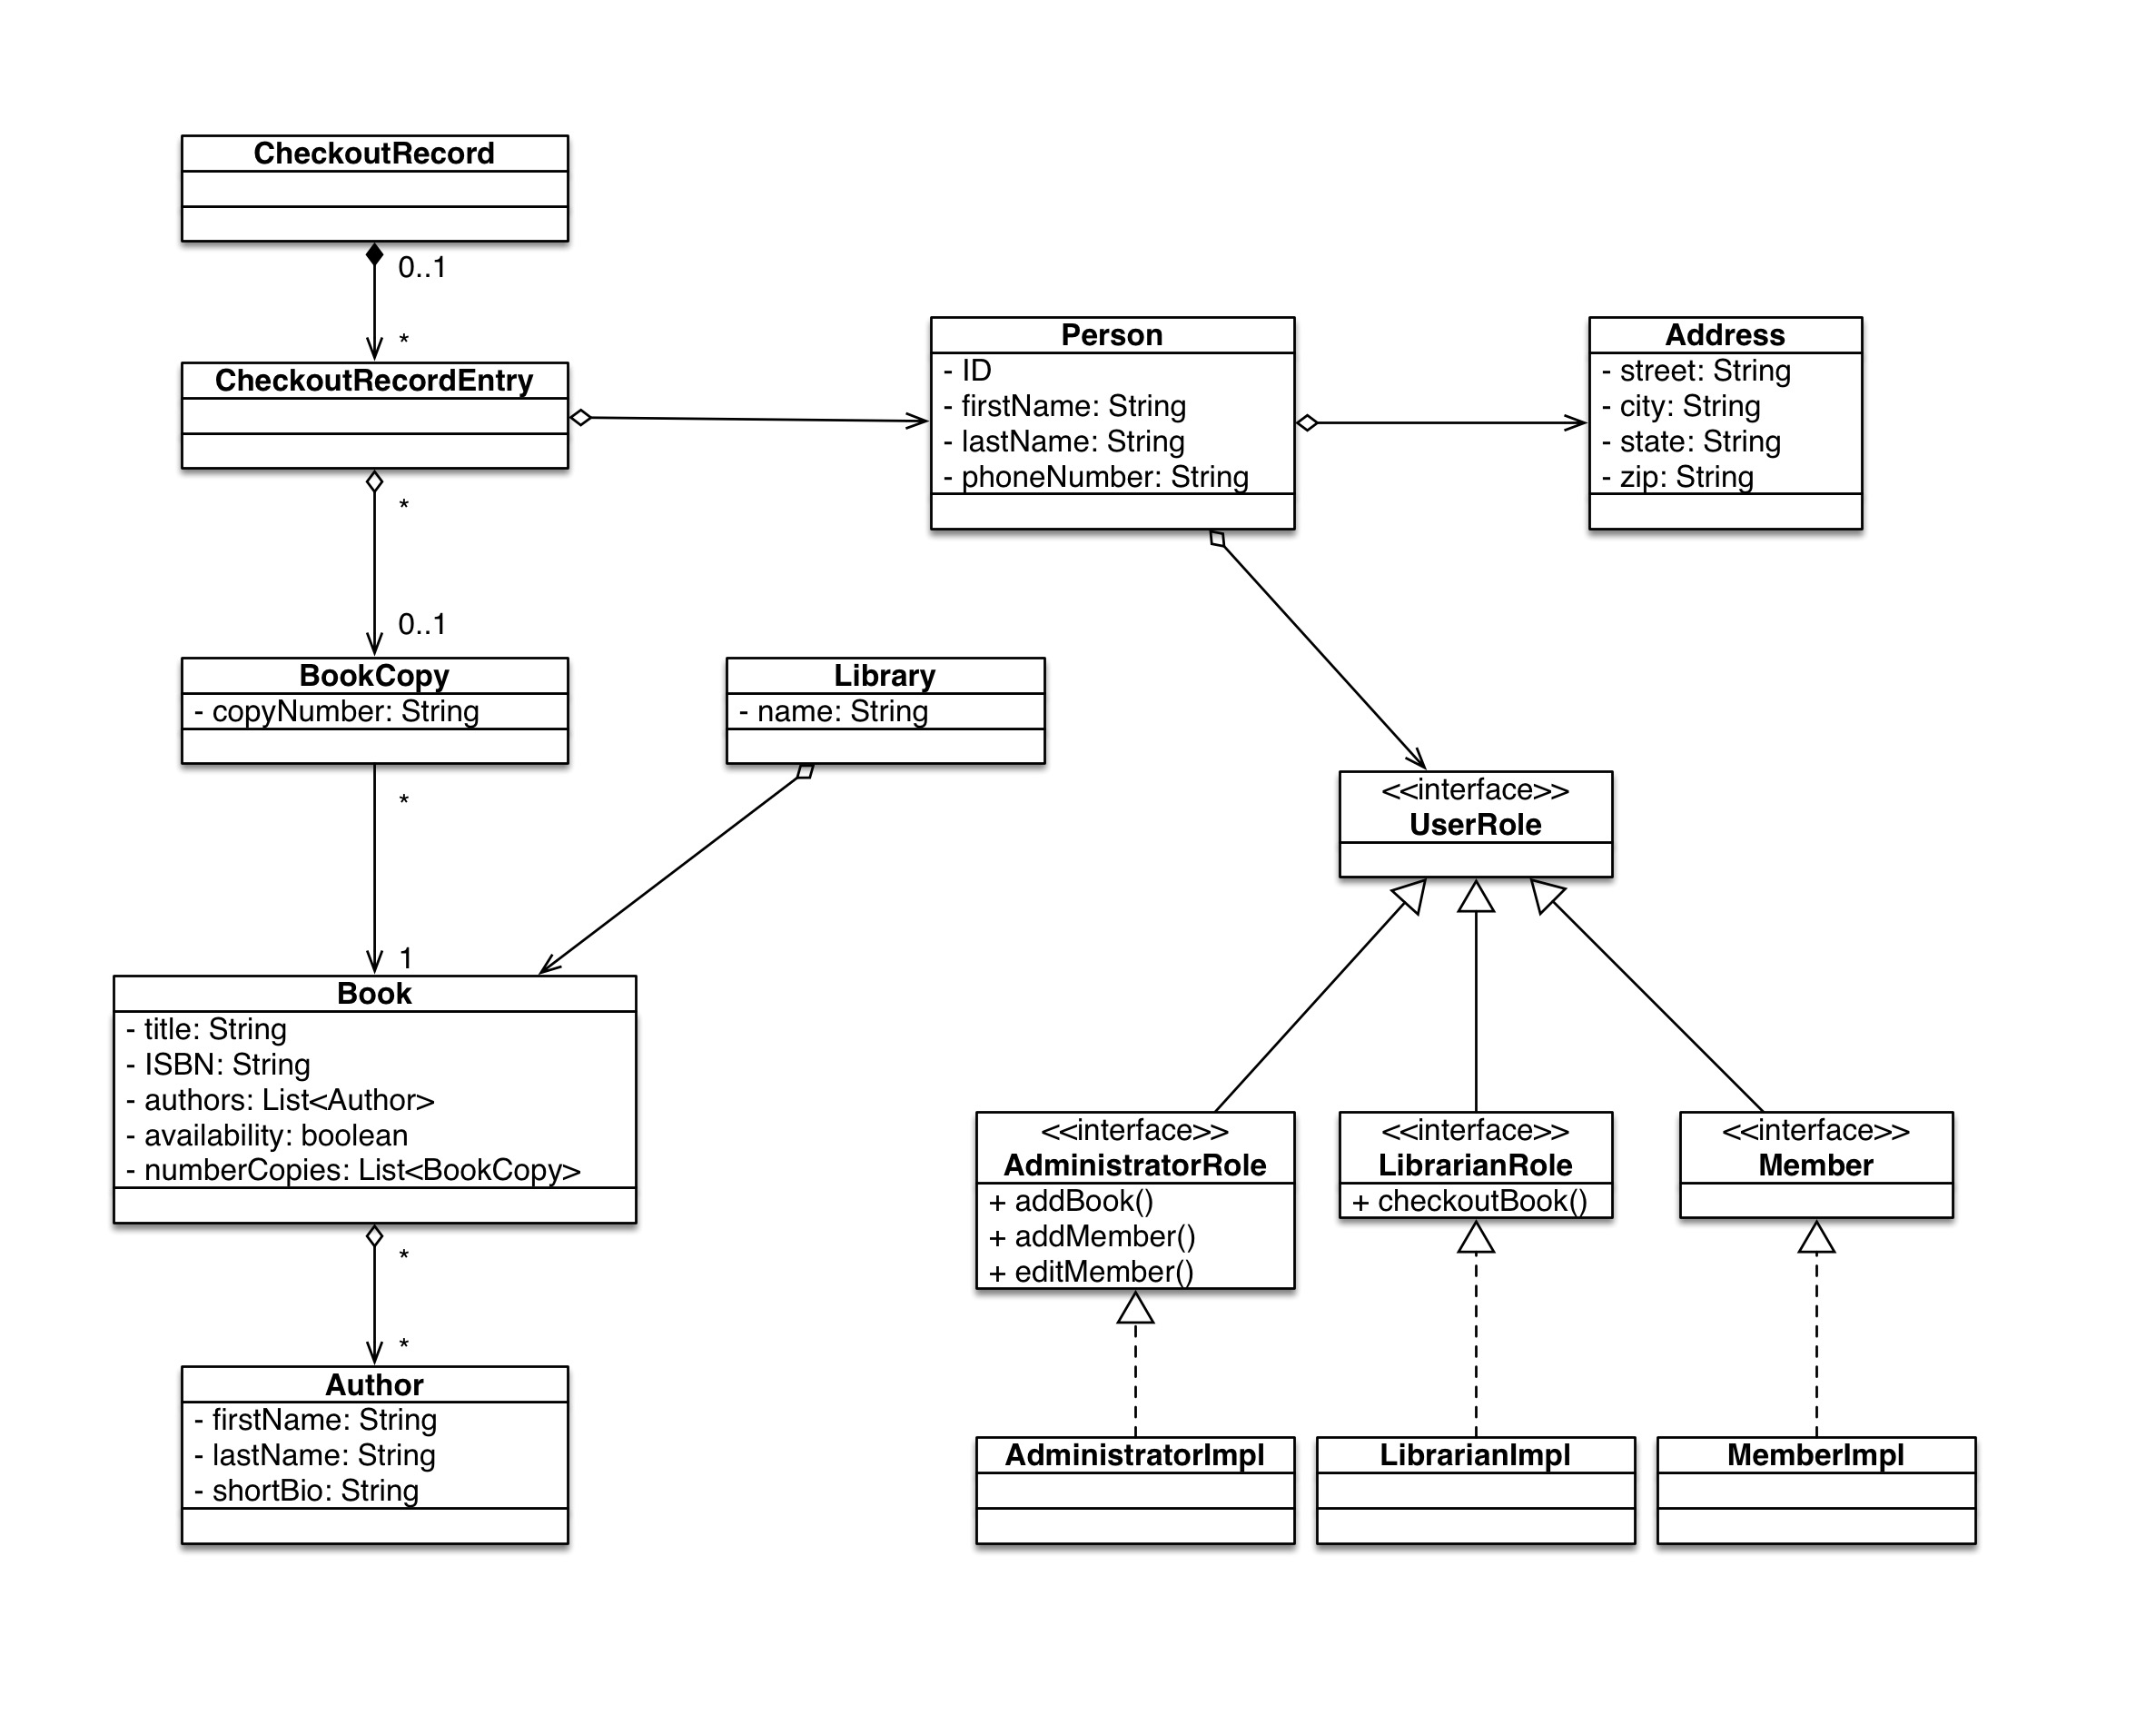 CheckoutRecord
0..1
*
CheckoutRecordEntry
*
0..1
Person
- ID
- firstName: String
- lastName: String
- phoneNumber: String
Address
- street: String
- city: String
- state: String
- zip: String
BookCopy
- copyNumber: String
*
1
Library
- name: String
<<interface>>
UserRole
Book
- title: String
- ISBN: String
- authors: List<Author>
- availability: boolean
- numberCopies: List<BookCopy>
*
*
Author
- firstName: String
- lastName: String
- shortBio: String
<<interface>>
AdministratorRole
+ addBook()
+ addMember()
+ editMember()
<<interface>>
LibrarianRole
+ checkoutBook()
<<interface>>
Member
AdministratorImpl
LibrarianImpl
MemberImpl